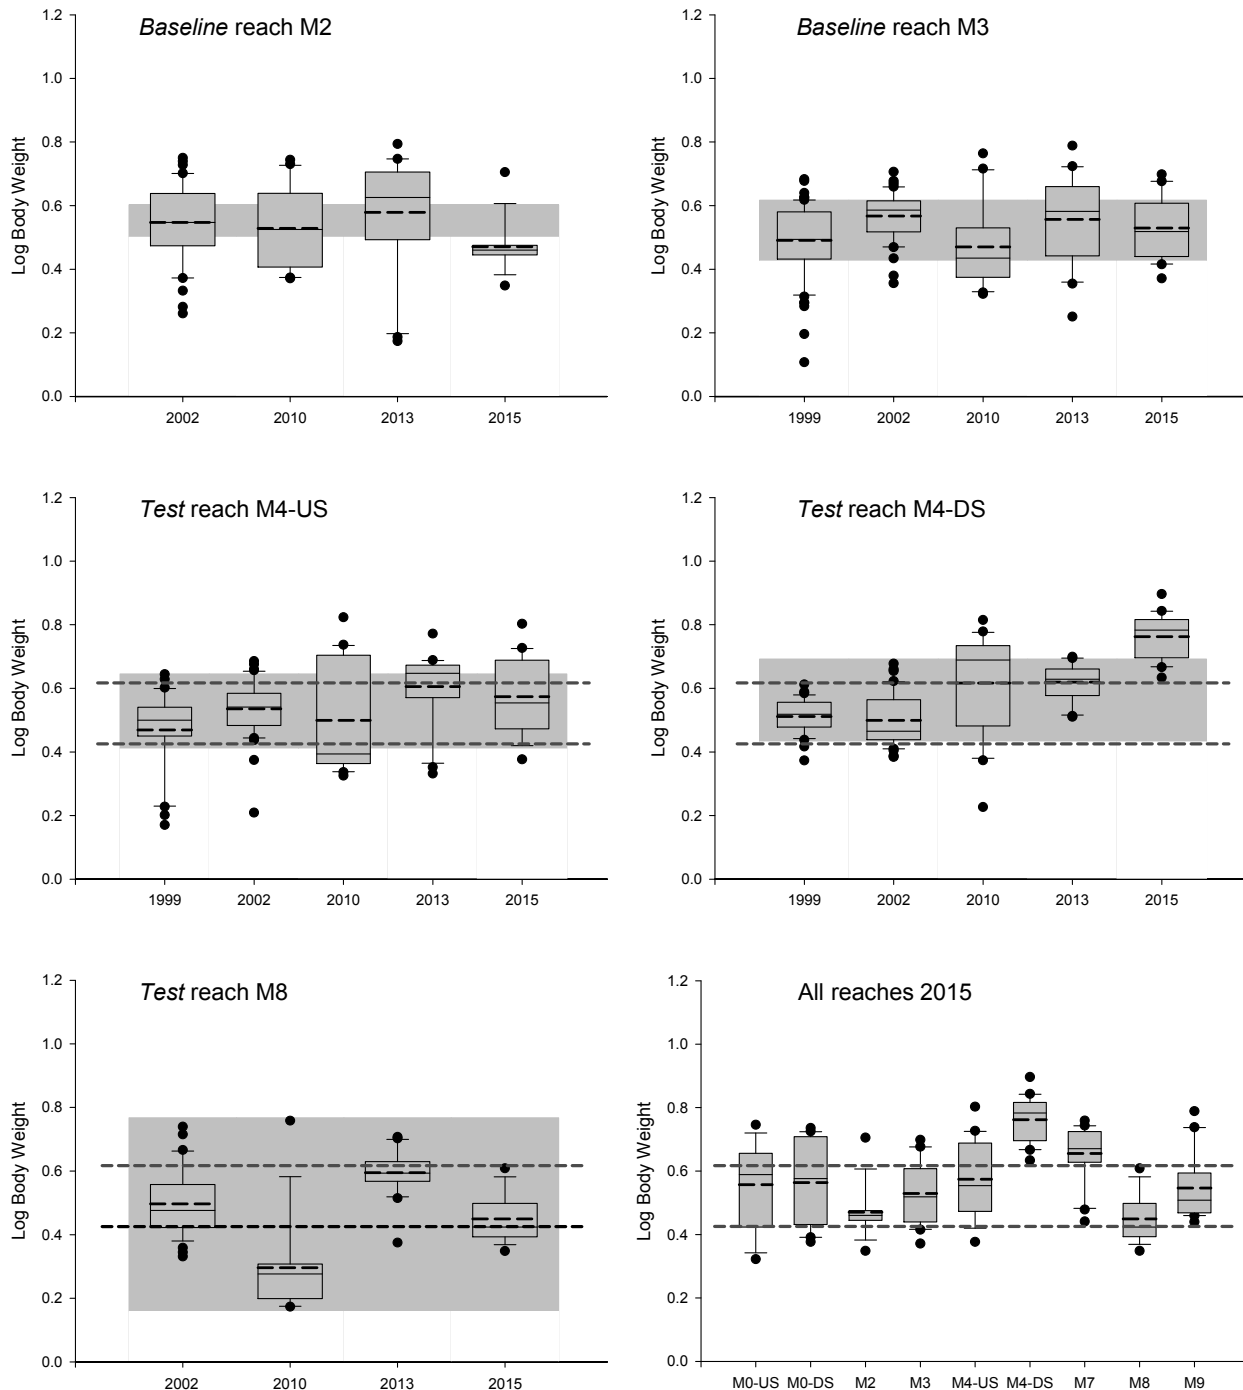 Baseline reach M2
Log Body Weight
1.2
1.0
0.8
0.6
0.4
0.2
0.0
2002 2010 2013 2015
Baseline reach M3
Log Body Weight
1.2
1.0
0.8
0.6
0.4
0.2
0.0
1999 2002 2010 2013 2015
Test reach M4-US
Log Body Weight
1.2
1.0
0.8
0.6
0.4
0.2
0.0
1999 2002 2010 2013 2015
Test reach M4-DS
Log Body Weight
1.2
1.0
0.8
0.6
0.4
0.2
0.0
1999 2002 2010 2013 2015
Test reach M8
Log Body Weight
1.2
1.0
0.8
0.6
0.4
0.2
0.0
2002 2010 2013 2015
All reaches 2015
Log Body Weight
1.2
1.0
0.8
0.6
0.4
0.2
0.0
M0-US M0-DS M2 M3 M4-US M4-DS M7 M8 M9